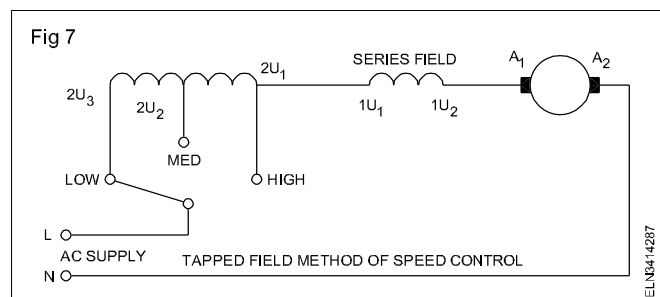 Fig 7
SERIES FIELD
A1 A2
2U3 2U2 2U1
1U1 1U2
MED
LOW HIGH
L
AC SUPPLY
N
TAPPED FIELD METHOD OF SPEED CONTROL
ELN3414287